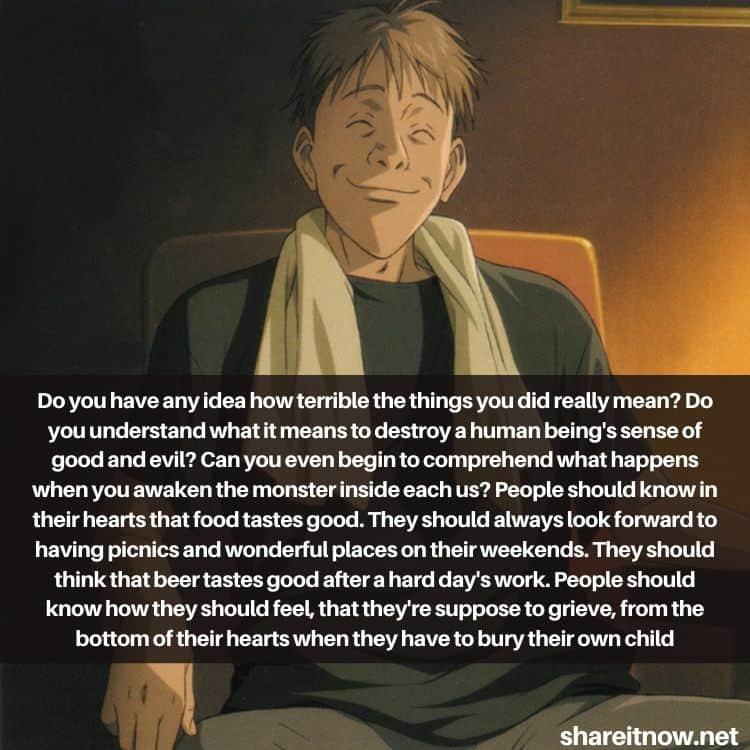 Do you have any idea how terrible the things you did really mean? Do
you understand what it means to destroy a human being's sense of
good and evil? Can you even begin to comprehend what happens
when you awaken the monster inside each us? People should know in
their hearts that food tastes good. They should always look forward to
having picnics and wonderful places on their weekends. They should
think that beer tastes good after a hard day's work. People should
know how they should feel, that they're suppose to grieve, from the
bottom of their hearts when they have to bury their own child
shareitnow.net